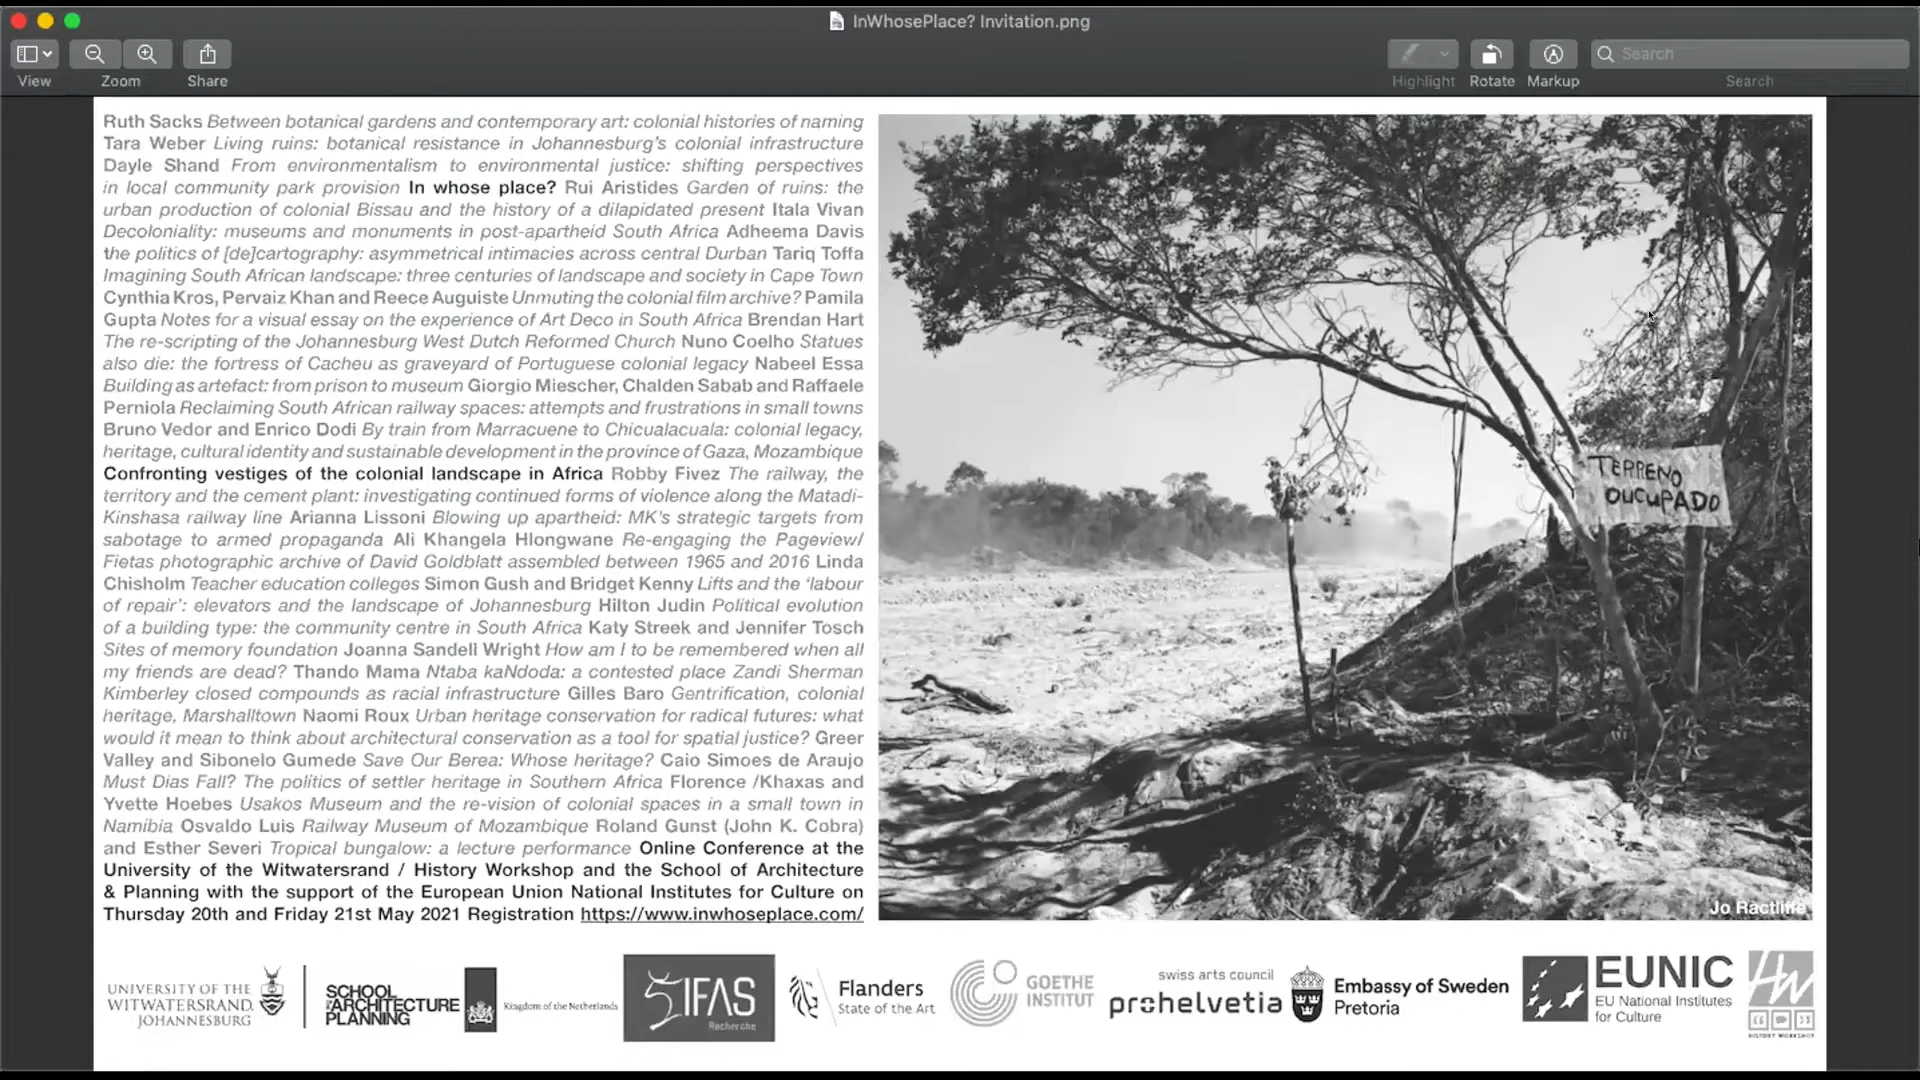 InWhosePlace? Invitation.png
View
Zoom
Share
Highlight
Rotate
Markup
Search
Search
Ruth Sacks Between botanical gardens and contemporary art: colonial histories of naming
Tara Weber Living ruins: botanical resistance in Johannesburg's colonial infrastructure
Dayle Shand From environmentalism to environmental justice: shifting perspectives
in local community park provision In whose place? Rui Aristides Garden of ruins: the
urban production of colonial Bissau and the history of a dilapidated present Itala Vivan
Decoloniality: museums and monuments in post-apartheid South Africa Adheema Davis
the politics of [de]cartography: asymmetrical intimacies across central Durban Tariq Toffa
Imagining South African landscape: three centuries of landscape and society in Cape Town
Cynthia Kros, Pervaiz Khan and Reece Auguiste Unmuting the colonial film archive? Pamila
Gupta Notes for a visual essay on the experience of Art Deco in South Africa Brendan Hart
The re-scripting of the Johannesburg West Dutch Reformed Church Nuno Coelho Statues
also die: the fortress of Cacheu as graveyard of Portuguese colonial legacy Nabeel Essa
Building as artefact: from prison to museum Giorgio Miescher, Chalden Sabab and Raffaele
Perniola Reclaiming South African railway spaces: attempts and frustrations in small towns
Bruno Vedor and Enrico Dodi By train from Marracuene to Chicualacuala: colonial legacy,
heritage, cultural identity and sustainable development in the province of Gaza, Mozambique
Confronting vestiges of the colonial landscape in Africa Robby Fivez The railway, the
territory and the cement plant: investigating continued forms of violence along the Matadi-
Kinshasa railway line Arianna Lissoni Blowing up apartheid: MK's strategic targets from
sabotage to armed propaganda Ali Khangela Hlongwane Re-engaging the Pageview/
Fietas photographic archive of David Goldblatt assembled between 1965 and 2016 Linda
Chisholm Teacher education colleges Simon Gush and Bridget Kenny Lifts and the 'labour
of repair': elevators and the landscape of Johannesburg Hilton Judin Political evolution
of a building type: the community centre in South Africa Katy Streek and Jennifer Tosch
Sites of memory foundation Joanna Sandell Wright How am I to be remembered when all
my friends are dead? Thando Mama Ntaba kaNdoda: a contested place Zandi Sherman
Kimberley closed compounds as racial infrastructure Gilles Baro Gentrification, colonial
heritage, Marshalltown Naomi Roux Urban heritage conservation for radical futures: what
would it mean to think about architectural conservation as a tool for spatial justice? Greer
Valley and Sibonelo Gumede Save Our Berea: Whose heritage? Caio Simoes de Araujo
Must Dias Fall? The politics of settler heritage in Southern Africa Florence /Khaxas and
Yvette Hoebes Usakos Museum and the re-vision of colonial spaces in a small town in
Namibia Osvaldo Luis Railway Museum of Mozambique Roland Gunst (John K. Cobra)
and Esther Severi Tropical bungalow: a lecture performance Online Conference at the
University of the Witwatersrand / History Workshop and the School of Architecture
& Planning with the support of the European Union National Institutes for Culture on
Thursday 20th and Friday 21st May 2021 Registration https://www.inwhoseplace.com/
TERRENO
OUCUPADO
Jo Ractliffe
UNIVERSITY OF THE
WITWATERSRAND,
JOHANNESBURG
SCHOOL
OF ARCHITECTURE
PLANNING
Kingdom of the Netherlands
IFAS
Recherche
Flanders
State of the Art
GOETHE
INSTITUT
swiss arts council
prohelvetia
Embassy of Sweden
Pretoria
EUNIC
EU National Institutes
for Culture
HW
HISTORY WORKSHOP